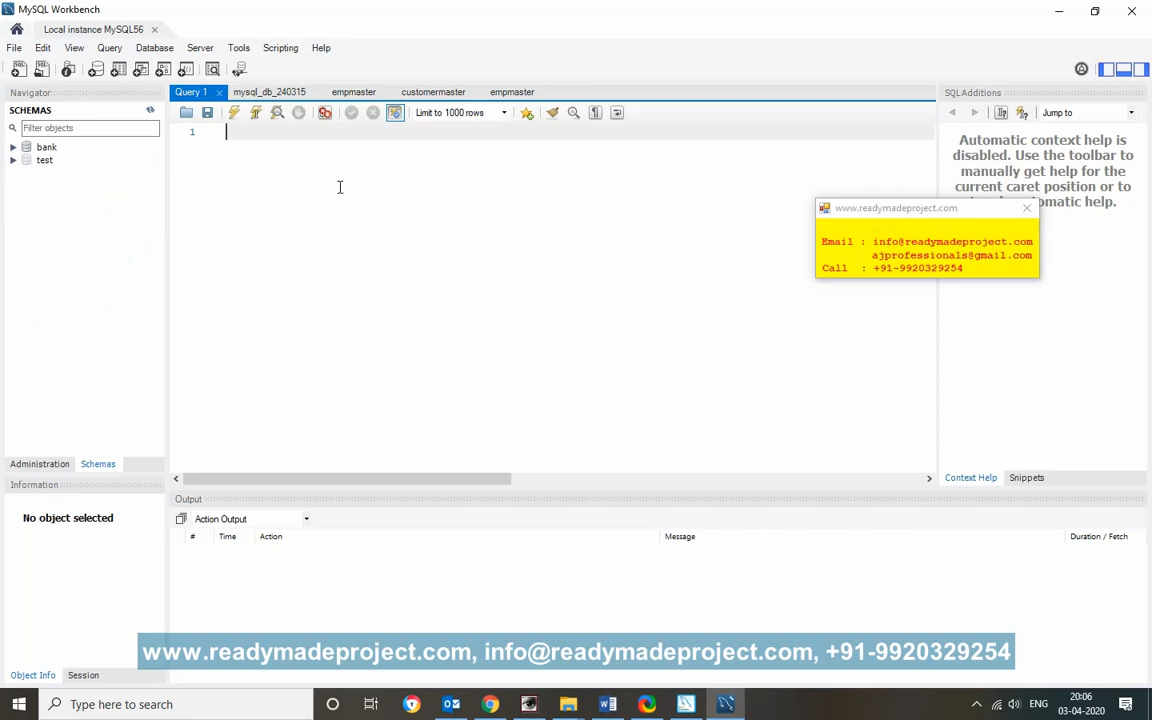 MySQL Workbench
Local instance MySQL56
File Edit View Query Database Server Tools Scripting Help
Navigator
SCHEMAS
Filter objects
bank
test
Administration Schemas
Information
No object selected
Object Info Session
Query 1 mysql_db_240315 empmaster customermaster empmaster
Limit to 1000 rows
1
SQLAdditions
Jump to
Automatic context help is
disabled. Use the toolbar to
manually get help for the
current caret position or to
automatic help.
www.readymadeproject.com
Email : info@readymadeproject.com
ajprofessionals@gmail.com
Call : +91-9920329254
Context Help Snippets
Output
Action Output
# Time Action Message Duration / Fetch
www.readymadeproject.com, info@readymadeproject.com, +91-9920329254
Type here to search
ENG
20:06
03-04-2020